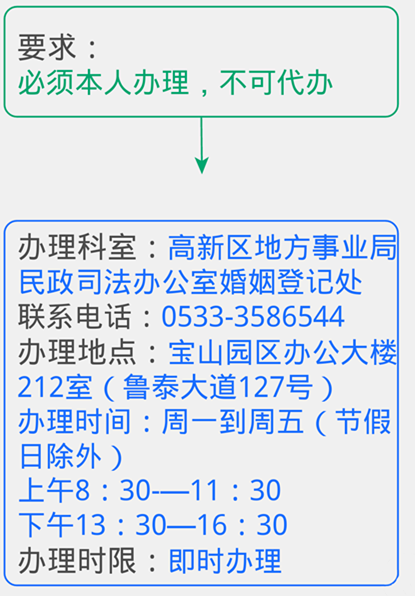 要求：
必须本人办理，不可代办
办理科室：高新区地方事业局
民政司法办公室婚姻登记处
联系电话：0533-3586544
办理地点：宝山园区办公大楼
212室（鲁泰大道127号）
办理时间：周一到周五（节假
日除外）
上午8：30-—11：30
下午13：30—16：30
办理时限：即时办理